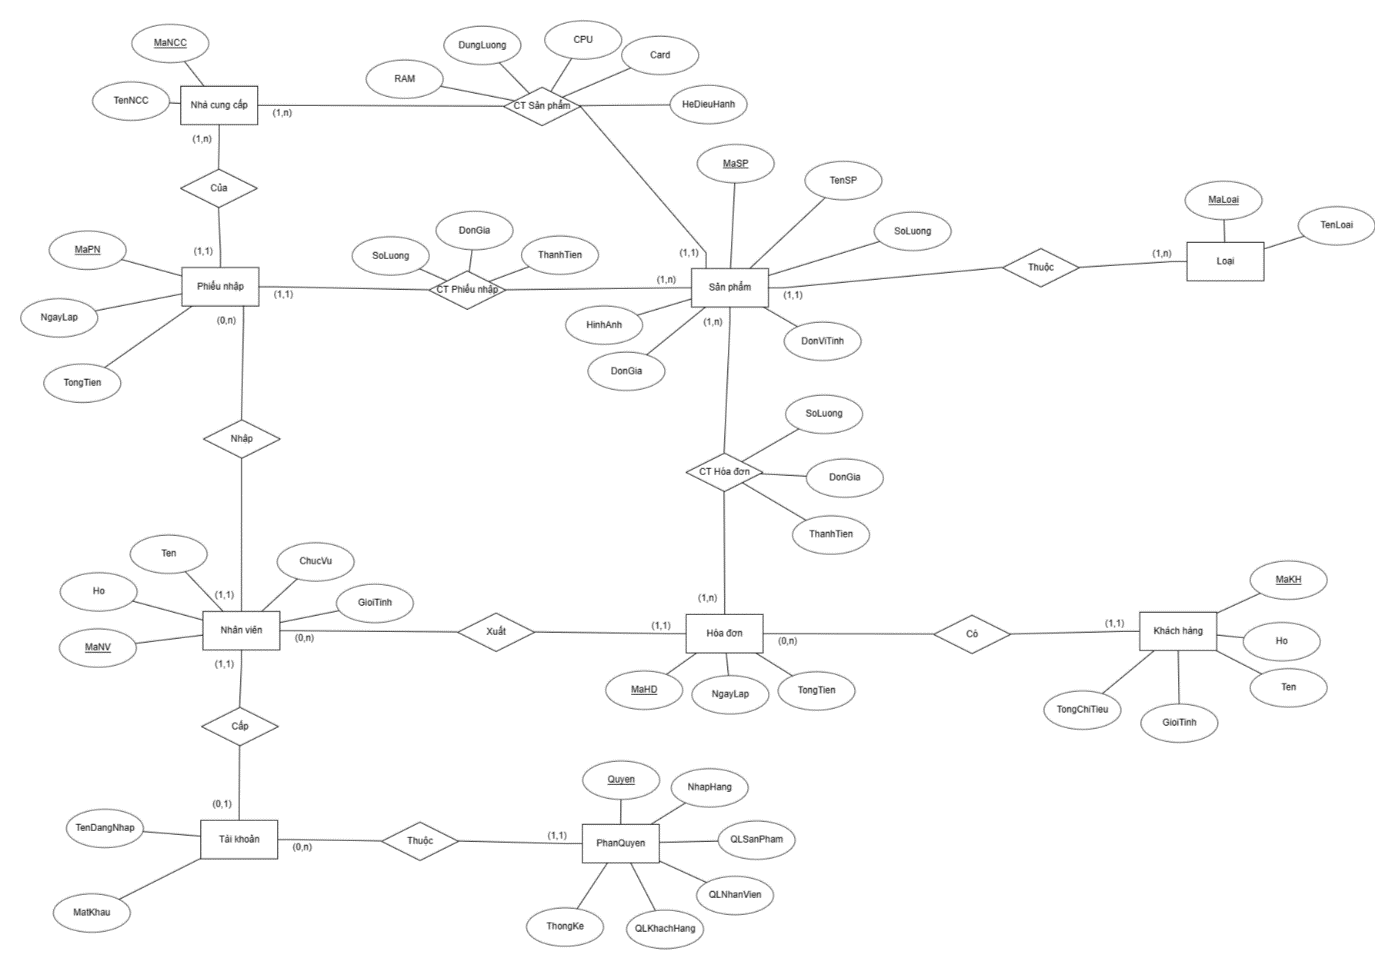 MaNCC
TenNCC
Nhà cung cấp
(1,n)
(1,n)
RAM
DungLuong
CPU
Card
HeDieuHanh
CT Sản phẩm
Của
(1,1)
MaPN
NgayLap
TongTien
Phiếu nhập
(1,1)
(0,n)
SoLuong
DonGia
ThanhTien
CT Phiếu nhập
(1,n)
(1,1)
MaSP
TenSP
SoLuong
Sản phẩm
(1,1)
(1,n)
HinhAnh
DonGia
DonViTinh
Thuộc
(1,n)
MaLoai
TenLoai
Loại
Nhập
SoLuong
DonGia
ThanhTien
CT Hóa đơn
(1,n)
Ten
ChucVu
Ho
GioiTinh
MaNV
(1,1)
Nhân viên
(0,n)
(1,1)
Xuất
(1,1)
Hóa đơn
(0,n)
MaHD
NgayLap
TongTien
Có
(1,1)
Khách hàng
MaKH
Ho
Ten
GioiTinh
TongChiTieu
Cấp
(0,1)
TenDangNhap
MatKhau
Tài khoản
(0,n)
Thuộc
(1,1)
PhanQuyen
Quyen
NhapHang
QLSanPham
QLNhanVien
QLKhachHang
ThongKe